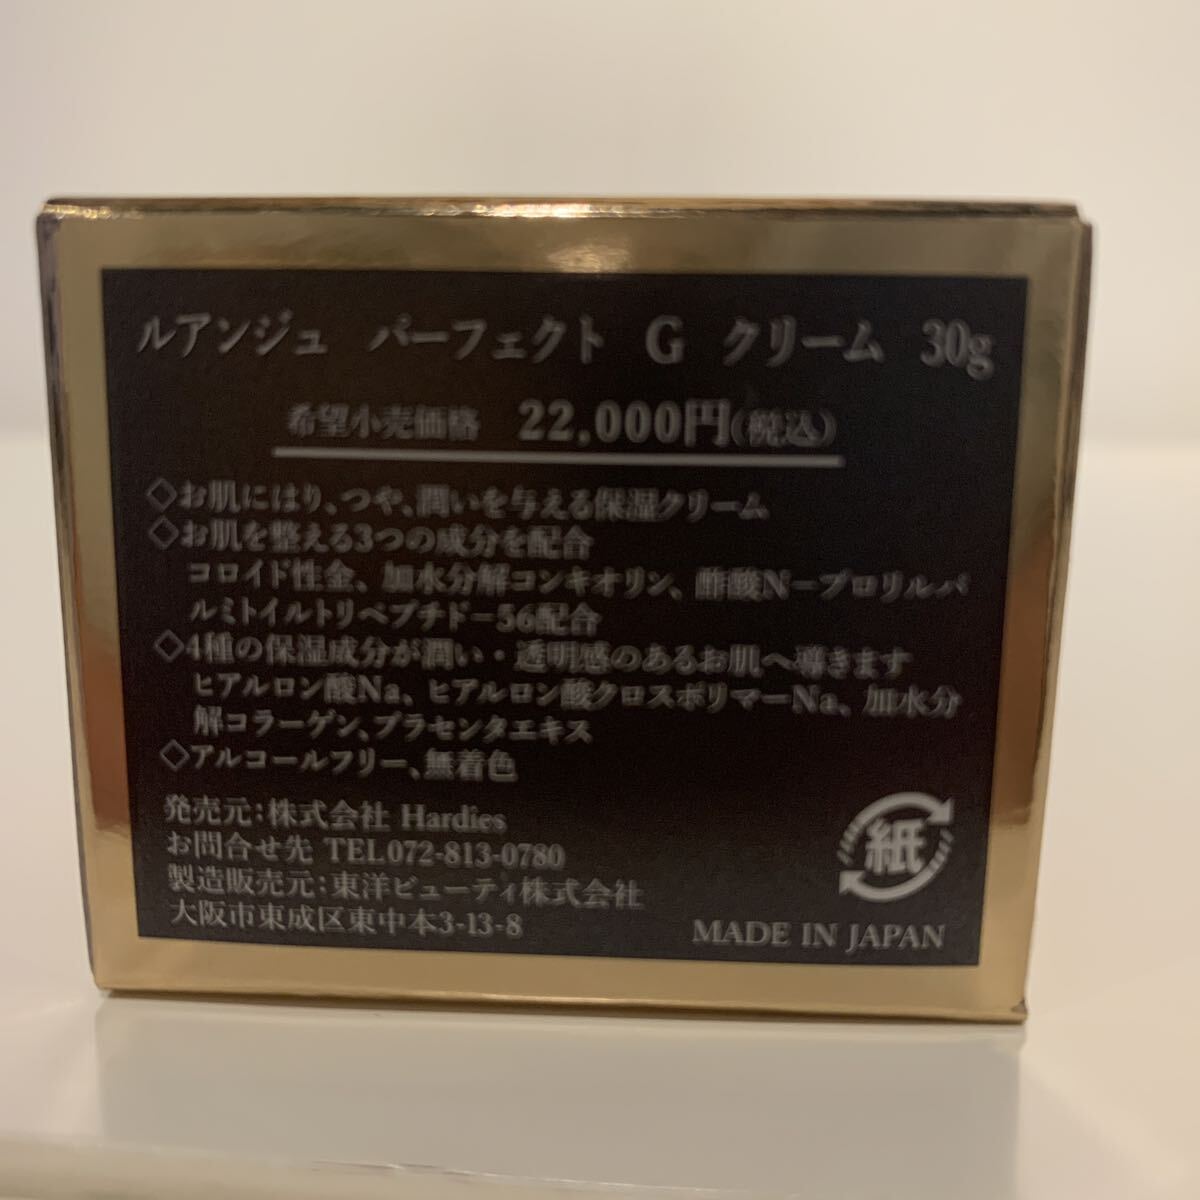 ルアンジュ パーフェクト G クリーム 30g
希望小売価格 22,000円(税込)
◇お肌にはり、つや、潤いを与える保湿クリーム
◇お肌を整える3つの成分を配合
コロイド性金、加水分解コンキオリン、酢酸N－プロリルパ
ルミトイルトリペプチド－56配合
◇4種の保湿成分が潤い・透明感のあるお肌へ導きます
ヒアルロン酸Na、ヒアルロン酸クロスポリマーNa、加水分
解コラーゲン、プラセンタエキス
◇アルコールフリー、無着色
発売元：株式会社 Hardies
お問合せ先 TEL072-813-0780
製造販売元：東洋ビューティ株式会社
大阪市東成区東中本3-13-8
紙
MADE IN JAPAN